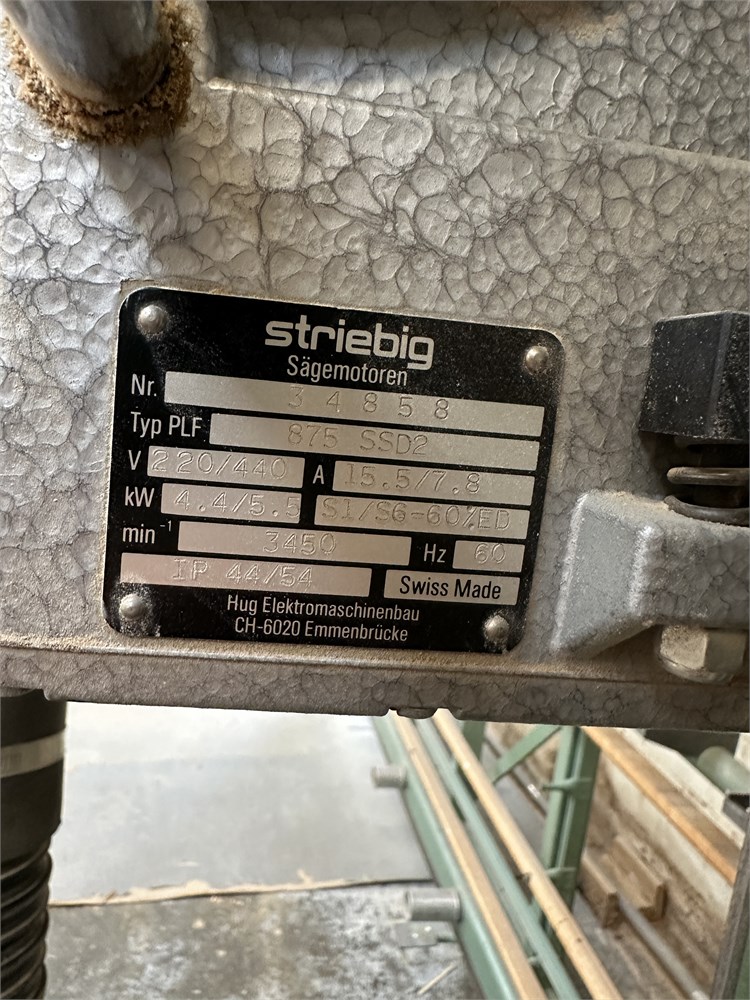 striebig
Sägemotoren
Nr. 34858
Typ PLF 875 SSD2
V 220/440 A 15.5/7.8
kW 4.4/5.5 S1/S6-60%ED
min⁻¹ 3450 Hz 60
IP 44/54 Swiss Made
Hug Elektromaschinenbau
CH-6020 Emmenbrücke